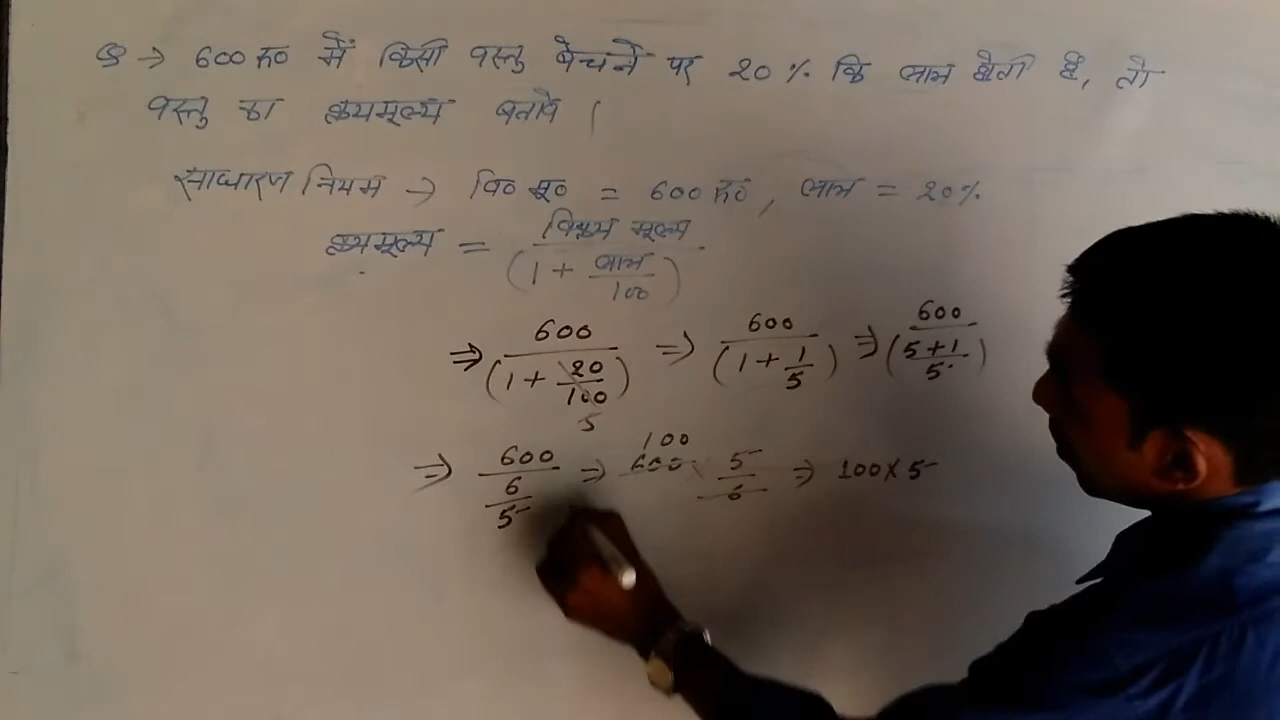 Q → 600 रु० में किसी वस्तु बेचने पर 20 % कि लाभ होती है, तो
वस्तु का क्रयमूल्य बतावें ।
साधारण नियम → वि० मू० = 600 रु०, लाभ = 20%
क्रयमूल्य = विक्रय मूल्य / (1 + लाभ/100)
⇒ 600 / (1 + 20/100) 5 ⇒ 600 / (1 + 1/5) ⇒ 600 / ((5+1)/5)
⇒ 600 / (6/5) ⇒ 100 600 × 5/6 ⇒ 100 × 5